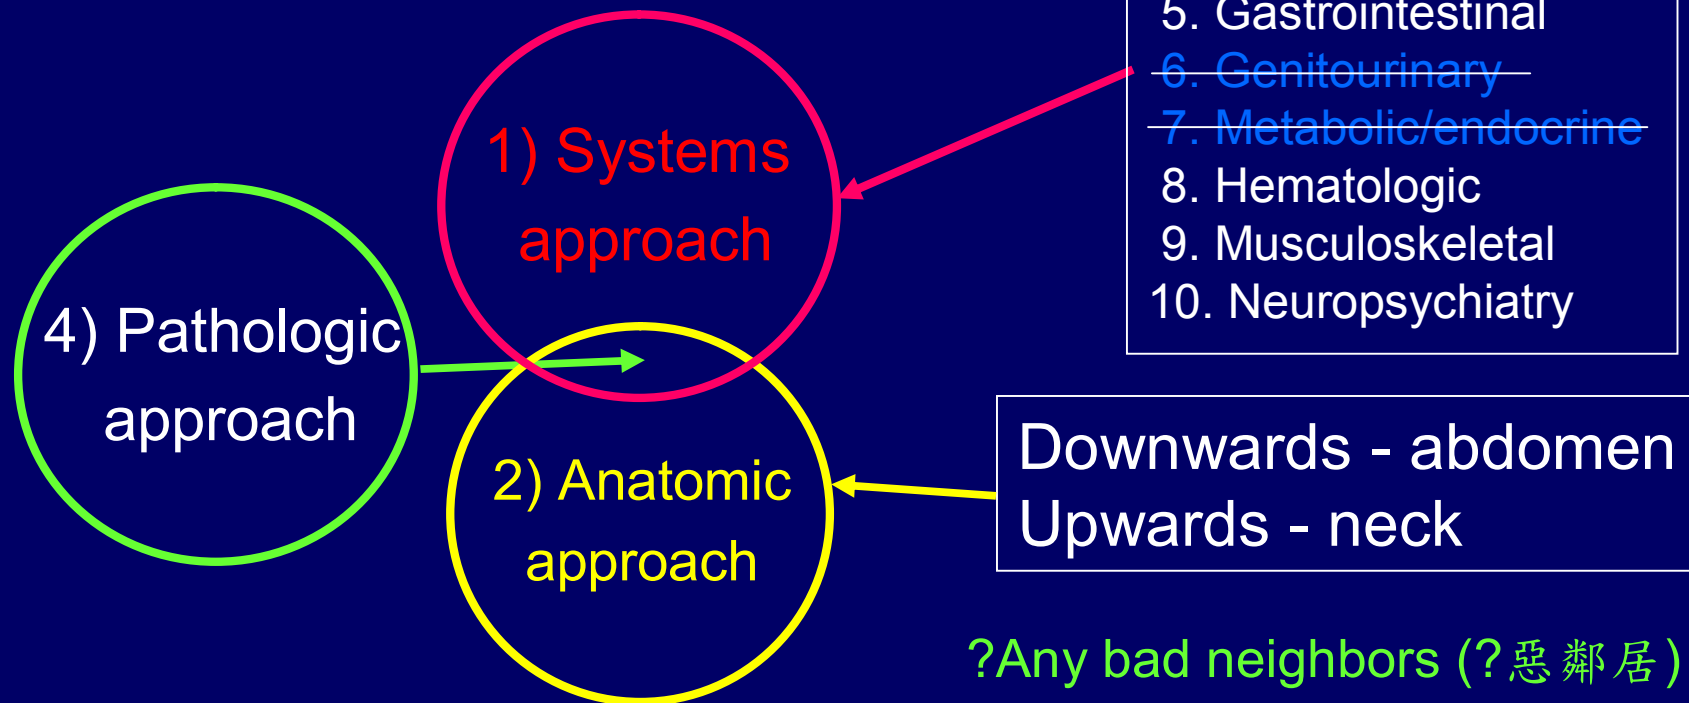 1) Systems
approach
4) Pathologic
approach
2) Anatomic
approach
5. Gastrointestinal
6. Genitourinary
7. Metabolic/endocrine
8. Hematologic
9. Musculoskeletal
10. Neuropsychiatry
Downwards - abdomen
Upwards - neck
?Any bad neighbors (?惡鄰居)